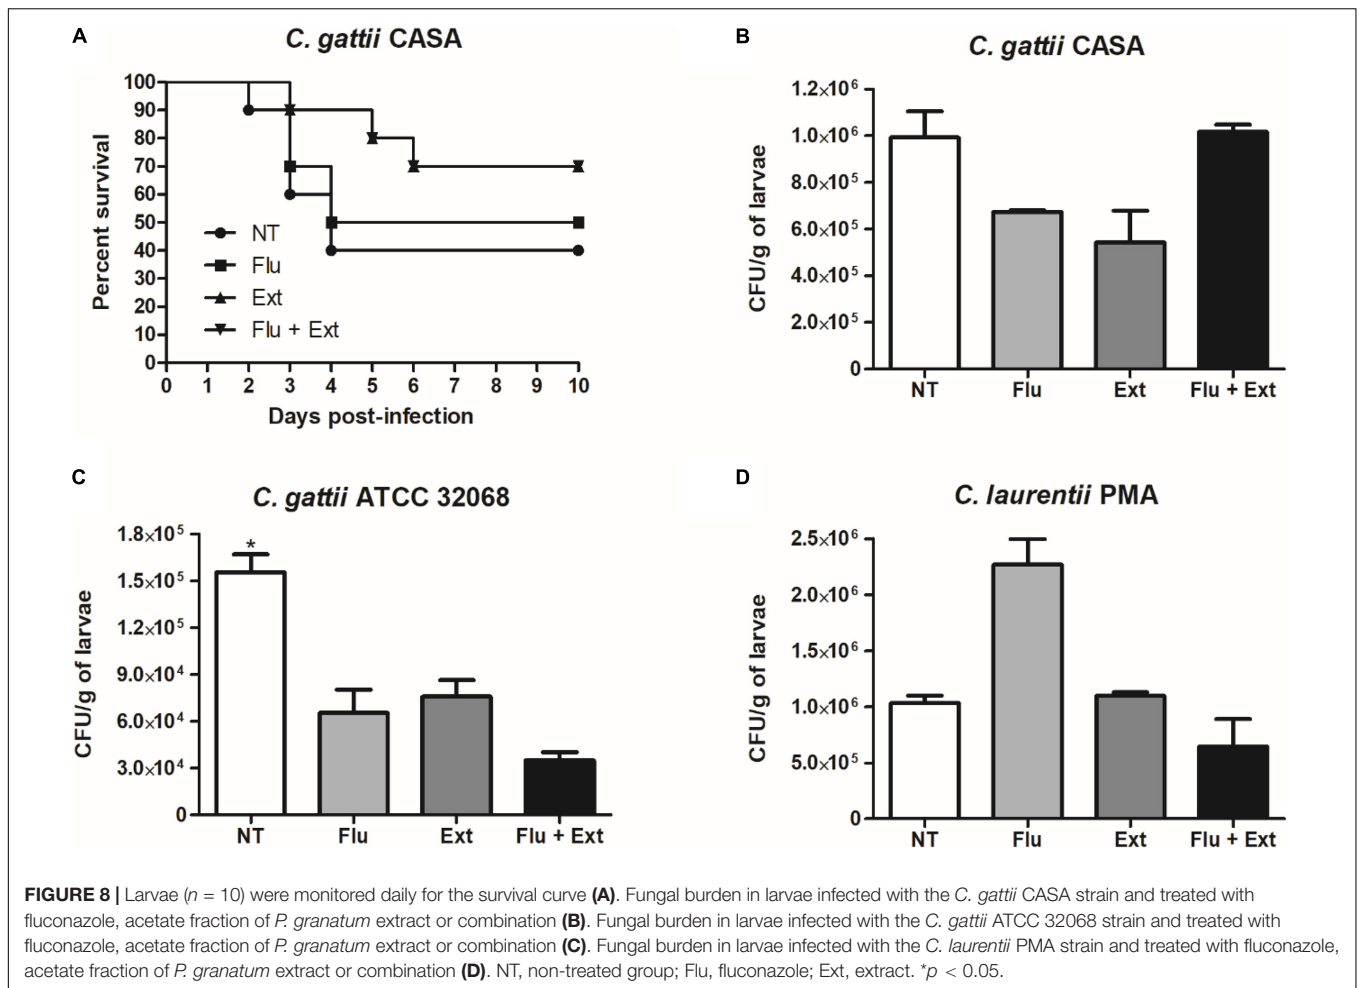 A
C. gattii CASA
Percent survival
100
90
80
70
60
50
40
30
20
10
0
NT
Flu
Ext
Flu + Ext
0 1 2 3 4 5 6 7 8 9 10
Days post-infection
B
C. gattii CASA
CFU/g of larvae
1.2×10⁶
1.0×10⁶
8.0×10⁵
6.0×10⁵
4.0×10⁵
2.0×10⁵
0
NT Flu Ext Flu + Ext
C
C. gattii ATCC 32068
CFU/g of larvae
1.8×10⁵
1.5×10⁵
1.2×10⁵
9.0×10⁴
6.0×10⁴
3.0×10⁴
0
*
NT Flu Ext Flu + Ext
D
C. laurentii PMA
CFU/g of larvae
2.5×10⁶
2.0×10⁶
1.5×10⁶
1.0×10⁶
5.0×10⁵
0
NT Flu Ext Flu + Ext
FIGURE 8 | Larvae (n = 10) were monitored daily for the survival curve (A). Fungal burden in larvae infected with the C. gattii CASA strain and treated with
fluconazole, acetate fraction of P. granatum extract or combination (B). Fungal burden in larvae infected with the C. gattii ATCC 32068 strain and treated with
fluconazole, acetate fraction of P. granatum extract or combination (C). Fungal burden in larvae infected with the C. laurentii PMA strain and treated with fluconazole,
acetate fraction of P. granatum extract or combination (D). NT, non-treated group; Flu, fluconazole; Ext, extract. *p < 0.05.